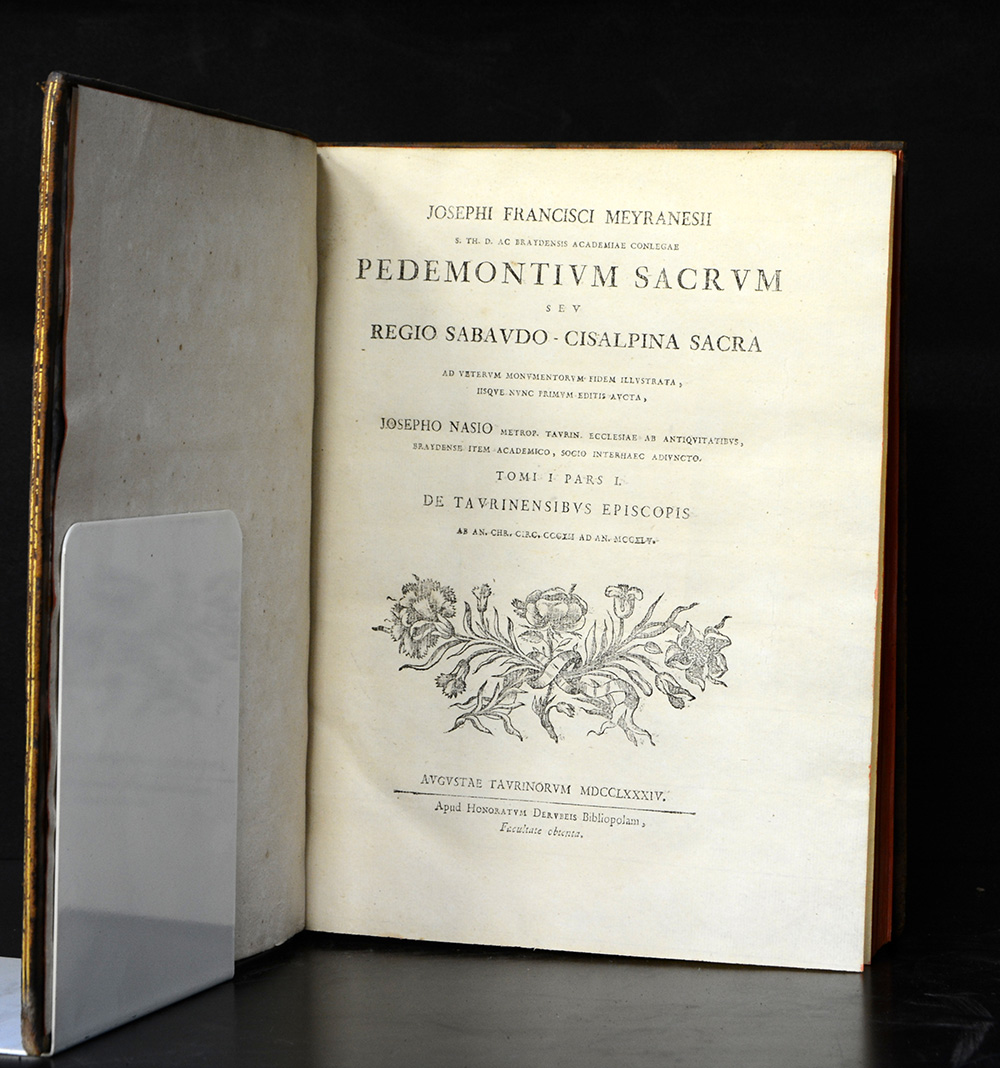 JOSEPHI FRANCISCI MEYRANESII
S. TH. D. AC BRAYDENSIS ACADEMIAE CONLEGAE
PEDEMONTIVM SACRVM
SEV
REGIO SABAVDO - CISALPINA SACRA
AD VETERVM MONVMENTORVM FIDEM ILLVSTRATA,
IISQVE NVNC PRIMVM EDITIS AVCTA,
JOSEPHO NASIO METROP. TAVRIN. ECCLESIAE AB ANTIQVITATIBVS,
BRAYDENSE ITEM ACADEMICO, SOCIO INTERHAEC ADIVNCTO.
TOMI I PARS I.
DE TAVRINENSIBVS EPISCOPIS
AB AN. CHR. CIRC. CCCXII AD AN. MCCXLV.
AVGVSTAE TAVRINORVM MDCCLXXXIV.
Apud HONORATVM DERUBEIS Bibliopolam,
Facultate obtenta.